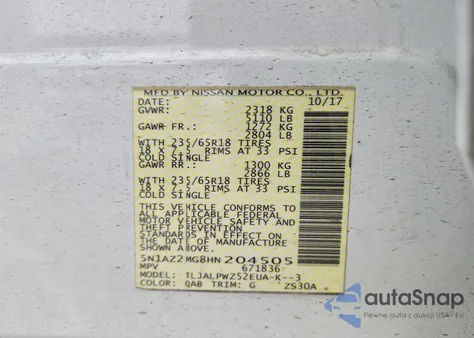 MFD BY NISSAN MOTOR CO., LTD.
DATE: 10/17
GVWR: 2318 KG
5110 LB
GAWR FR.: 1272 KG
2804 LB
WITH 235/65R18 TIRES
18 X 7.5 RIMS AT 33 PSI
COLD SINGLE
GAWR RR.: 1300 KG
2866 LB
WITH 235/65R18 TIRES
18 X 7.5 RIMS AT 33 PSI
COLD SINGLE
THIS VEHICLE CONFORMS TO
ALL APPLICABLE FEDERAL
MOTOR VEHICLE SAFETY AND
THEFT PREVENTION
STANDARDS IN EFFECT ON
THE DATE OF MANUFACTURE
SHOWN ABOVE.
5N1AZ2MG8HN204505
MPV 671836
TLJALPWZ52EUA-K--3
COLOR: QAB TRIM: G ZS30A
autoSnap
Pewne auta z aukcji USA i EU